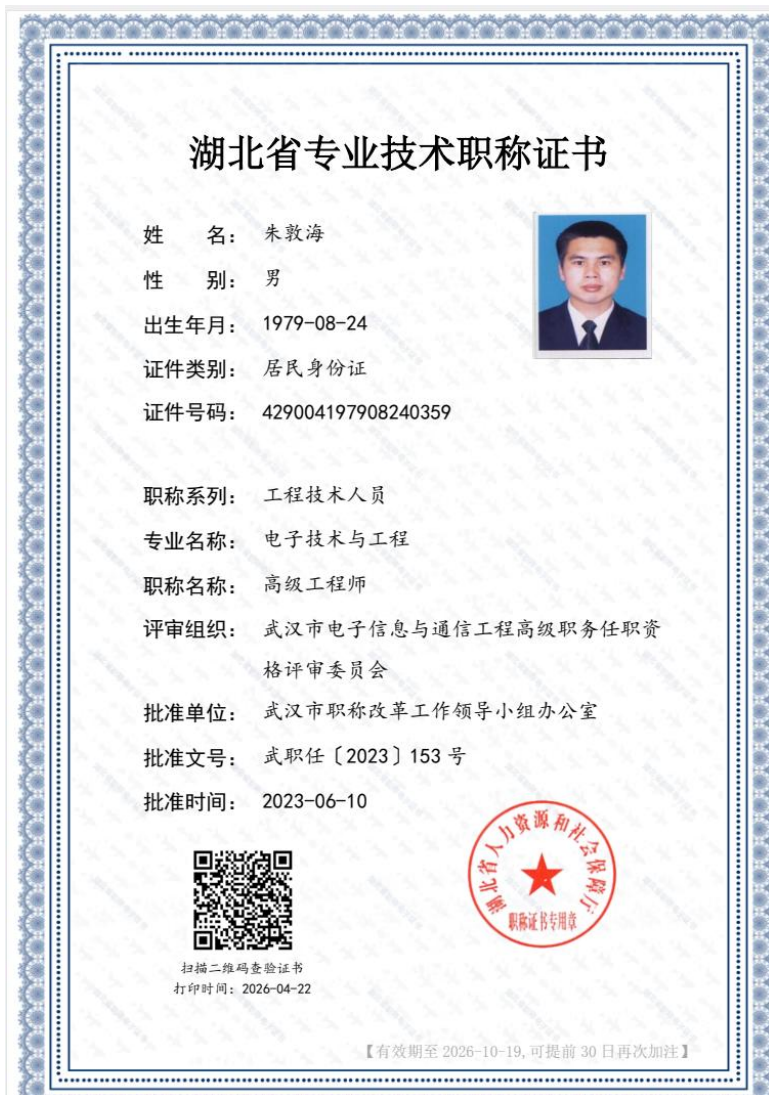 湖北省专业技术职称证书
姓 名： 朱敦海
性 别： 男
出生年月： 1979-08-24
证件类别： 居民身份证
证件号码： 429004197908240359
职称系列： 工程技术人员
专业名称： 电子技术与工程
职称名称： 高级工程师
评审组织： 武汉市电子信息与通信工程高级职务任职资
格评审委员会
批准单位： 武汉市职称改革工作领导小组办公室
批准文号： 武职任〔2023〕153 号
批准时间： 2023-06-10
湖北省人力资源和社会保障厅
职称证书专用章
扫描二维码查验证书
打印时间：2026-04-22
【有效期至 2026-10-19,可提前 30 日再次加注】